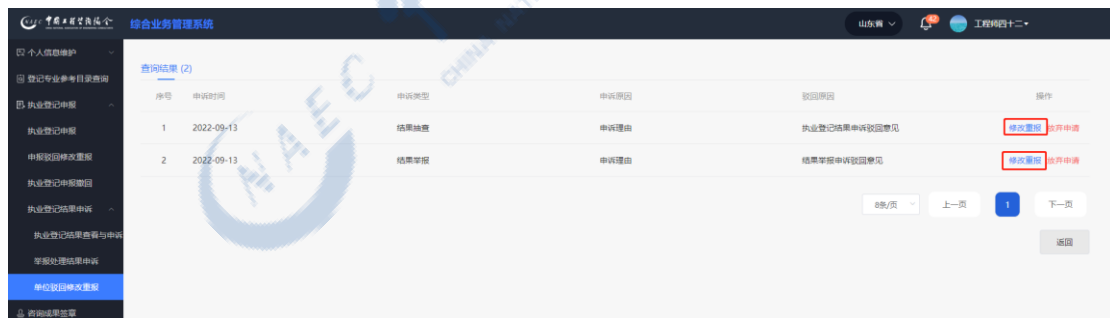 中国工程咨询协会 综合业务管理系统 山东省 42 工程师四十二
个人信息维护
登记专业参考目录查询
执业登记申报
执业登记申报
申报驳回修改重报
执业登记申报撤回
执业登记结果申诉
执业登记结果查看与申诉
举报处理结果申诉
单位驳回修改重报
咨询成果签章
查询结果 (2)
序号 申诉时间 申诉类型 申诉原因 驳回原因 操作
1 2022-09-13 结果抽查 申诉理由 执业登记结果申诉驳回意见 修改重报 放弃申请
2 2022-09-13 结果举报 申诉理由 结果举报申诉驳回意见 修改重报 放弃申请
8条/页 上一页 1 下一页
返回
CNAEC
CHINA NAT